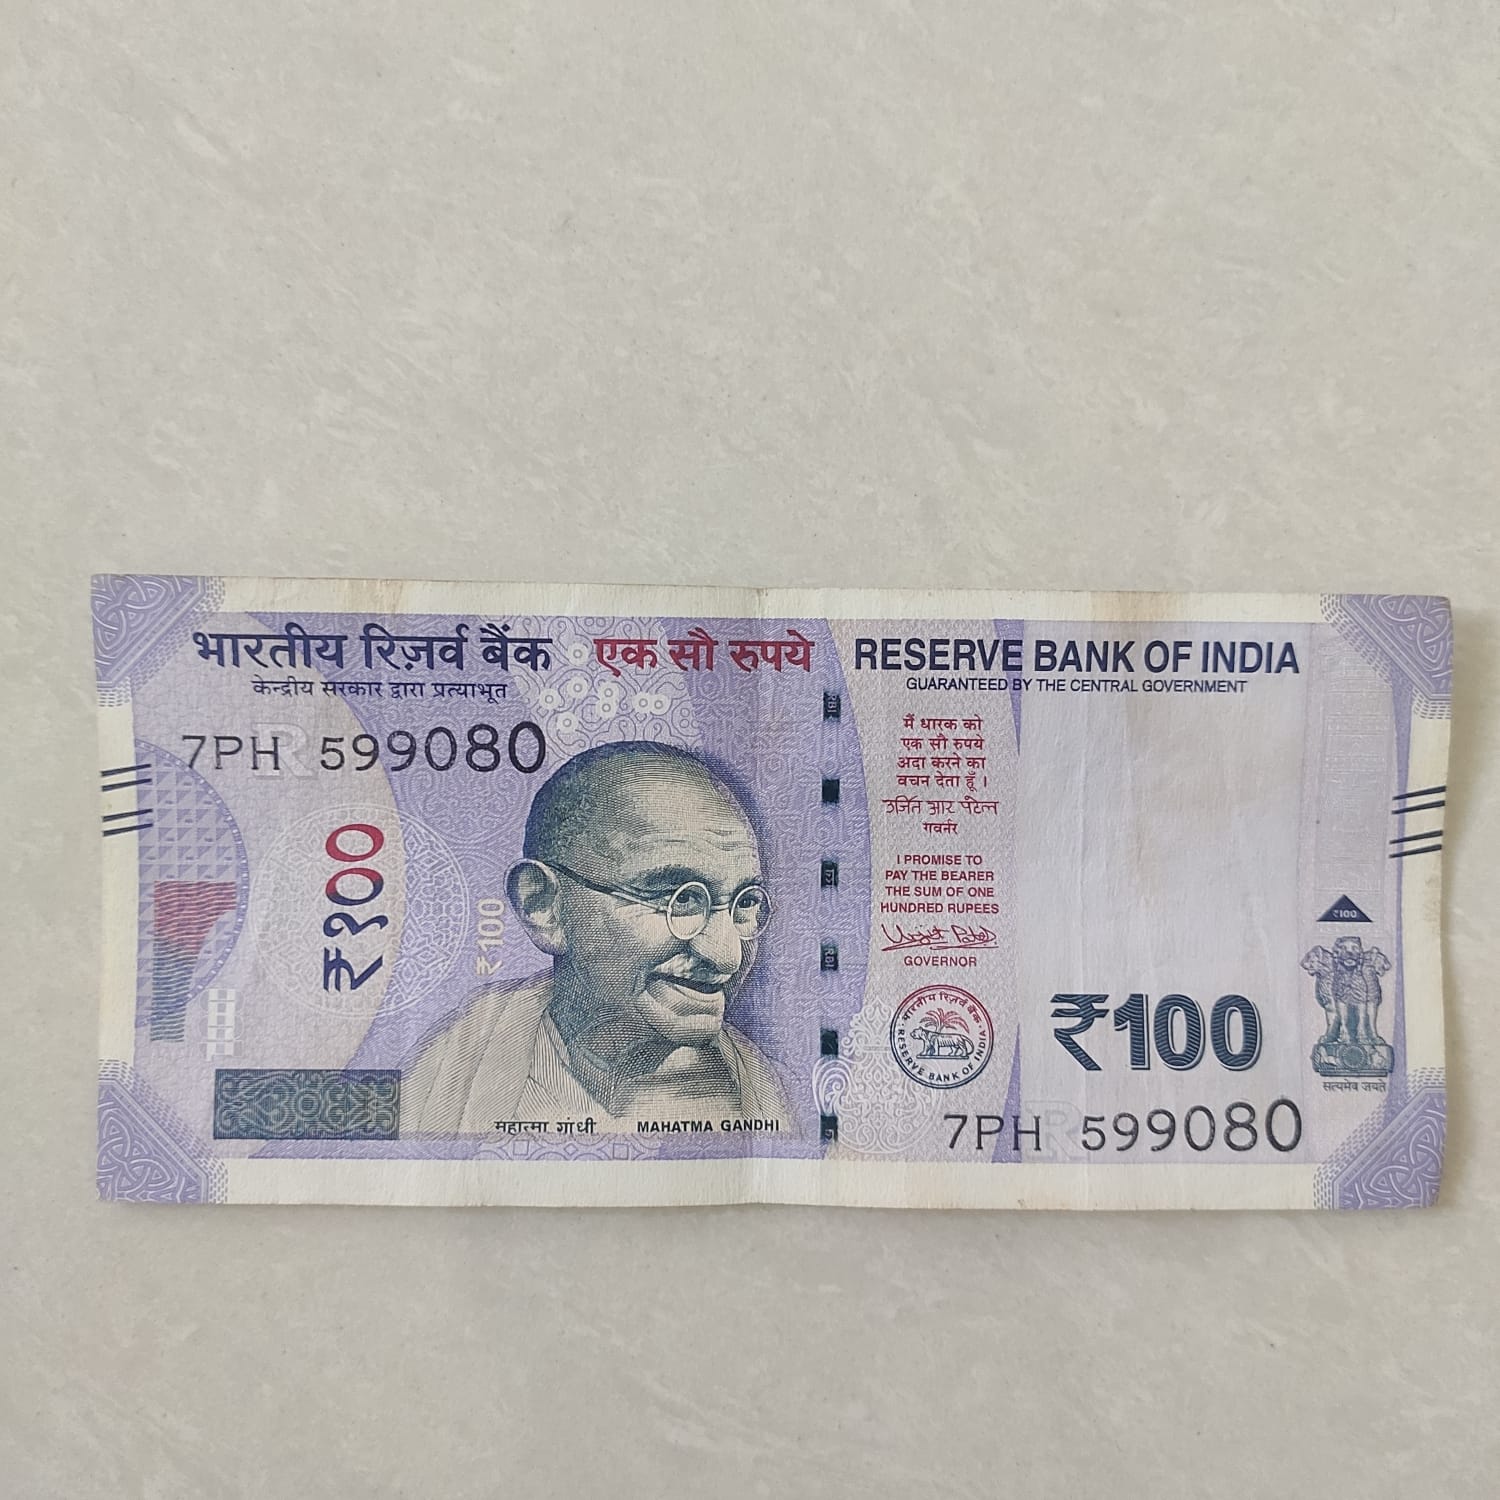 भारतीय रिज़र्व बैंक
केन्द्रीय सरकार द्वारा प्रत्याभूत
एक सौ रुपये
RESERVE BANK OF INDIA
GUARANTEED BY THE CENTRAL GOVERNMENT
7PH 599080
₹१००
₹100
मैं धारक को
एक सौ रुपये
अदा करने का
वचन देता हूँ ।
उर्जित आर पटेल
गवर्नर
I PROMISE TO
PAY THE BEARER
THE SUM OF ONE
HUNDRED RUPEES
Urjit Patel
GOVERNOR
भारतीय रिज़र्व बैंक
RESERVE BANK OF INDIA
₹100
₹100
सत्यमेव जयते
महात्मा गांधी
MAHATMA GANDHI
7PH 599080